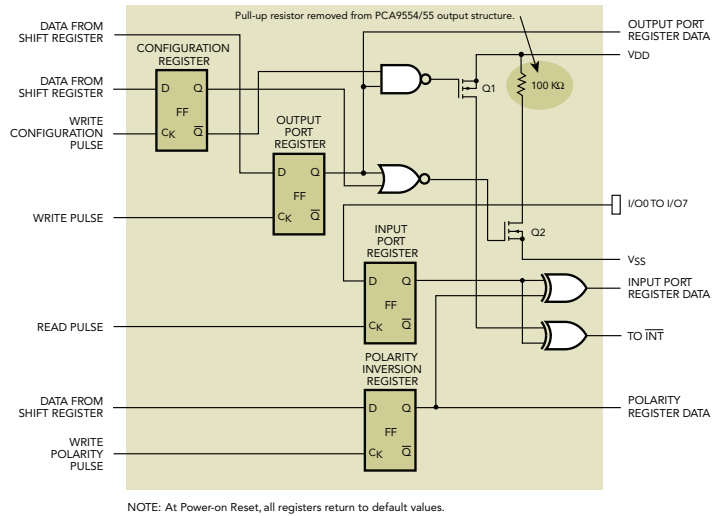 Pull-up resistor removed from PCA9554/55 output structure.
DATA FROM
SHIFT REGISTER
OUTPUT PORT
REGISTER DATA
CONFIGURATION
REGISTER
VDD
DATA FROM
SHIFT REGISTER
D
Q
FF
CK
Q̅
Q1
100 KΩ
WRITE
CONFIGURATION
PULSE
OUTPUT
PORT
REGISTER
D
Q
FF
CK
Q̅
WRITE PULSE
I/O0 TO I/O7
Q2
VSS
INPUT
PORT
REGISTER
D
Q
FF
CK
Q̅
INPUT PORT
REGISTER DATA
READ PULSE
TO I̅N̅T̅
POLARITY
INVERSION
REGISTER
DATA FROM
SHIFT REGISTER
D
Q
FF
CK
Q̅
POLARITY
REGISTER DATA
WRITE
POLARITY
PULSE
NOTE: At Power-on Reset, all registers return to default values.